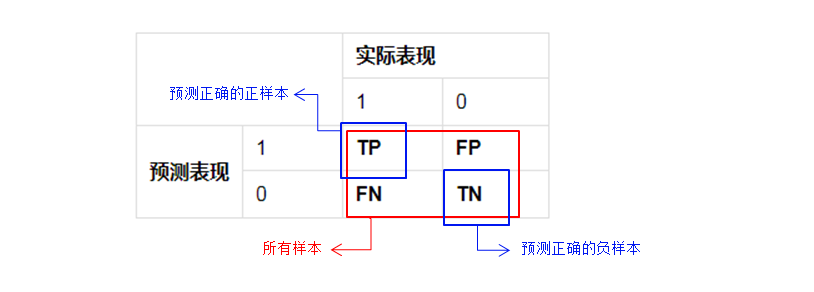 实际表现
预测正确的正样本
1 0
1 TP FP
预测表现
0 FN TN
所有样本
预测正确的负样本